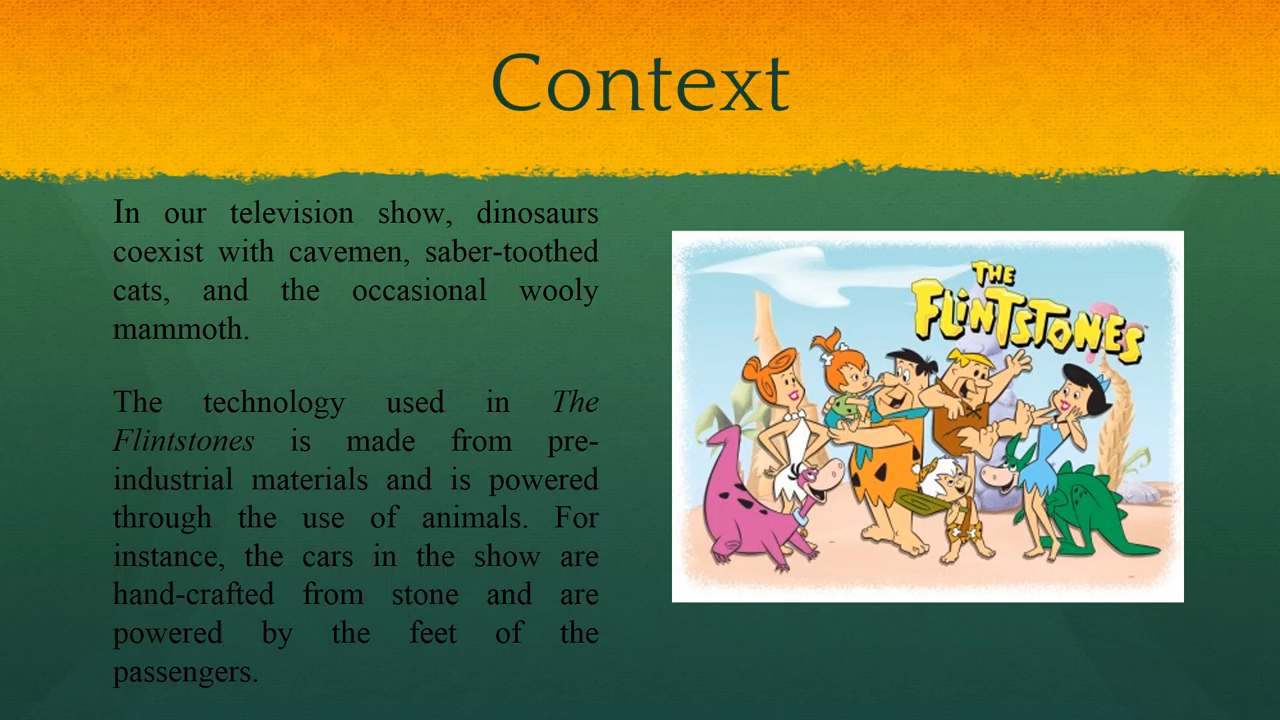 Context
In our television show, dinosaurs
coexist with cavemen, saber-toothed
cats, and the occasional wooly
mammoth.
The technology used in The
Flintstones is made from pre-
industrial materials and is powered
through the use of animals. For
instance, the cars in the show are
hand-crafted from stone and are
powered by the feet of the
passengers.
THE
FLINTSTONES